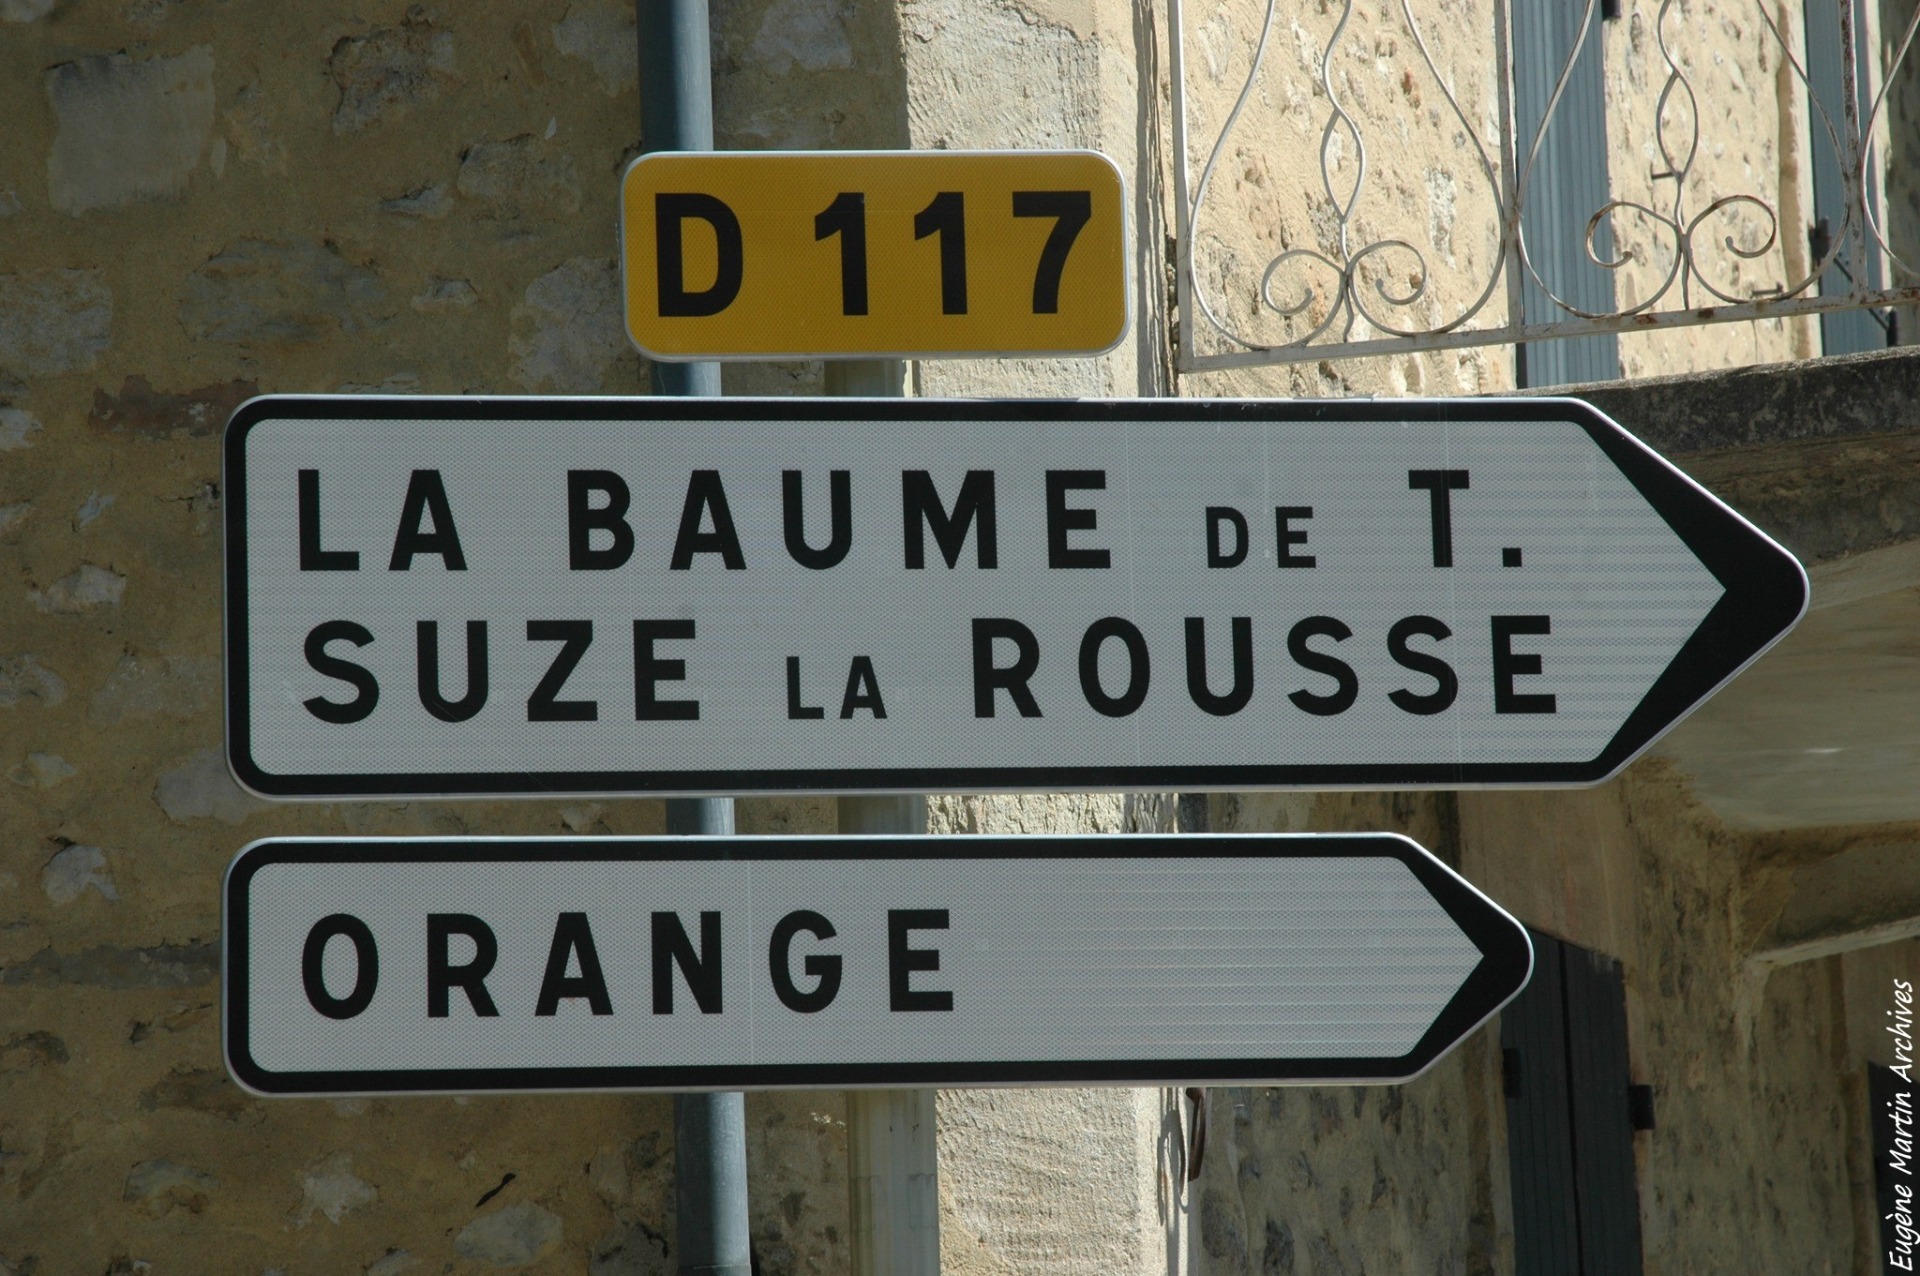 D 117
LA BAUME DE T.
SUZE LA ROUSSE
ORANGE
Eugène Martin Archives